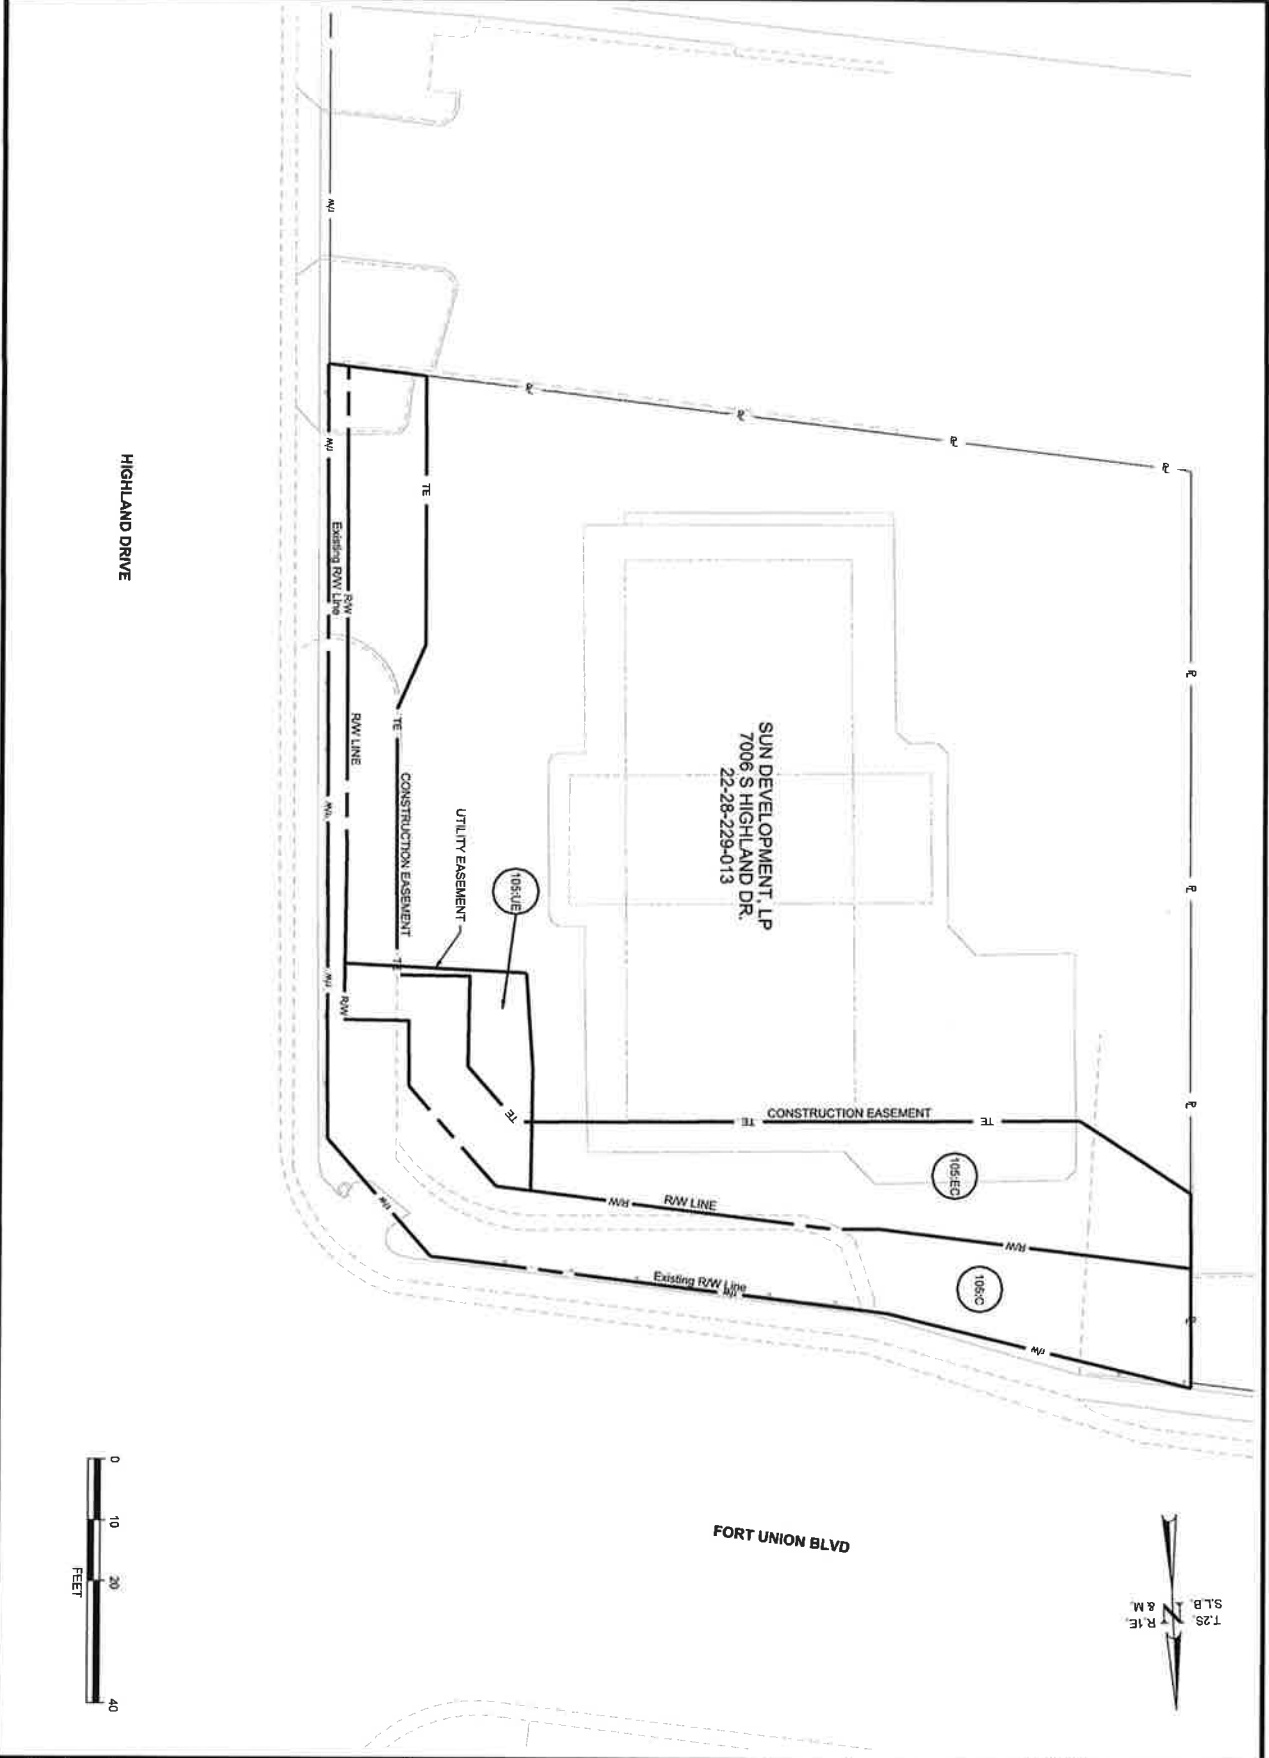 HIGHLAND DRIVE
r/w
r/w
Existing R/W Line
R/W
R/W LINE
r/w
r/w
R/W
TE
TE
CONSTRUCTION EASEMENT
TE
UTILITY EASEMENT
105:UE
SUN DEVELOPMENT, LP
7006 S HIGHLAND DR.
22-28-229-013
PL
PL
PL
PL
PL
PL
PL
PL
TE
TE
CONSTRUCTION EASEMENT
TE
105:EC
R/W
R/W LINE
R/W
105:C
r/w
Existing R/W Line
r/w
r/w
FORT UNION BLVD
T.2S. R.1E.
S.L.B. & M.
N
0
10
20
40
FEET